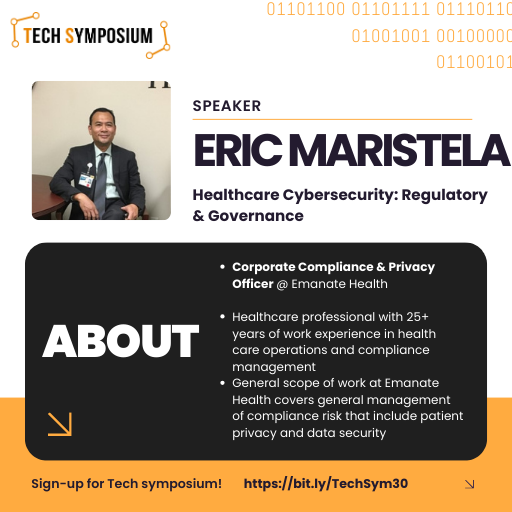 01101100 01101111 0111011
TECH SYMPOSIUM
01001001 00100000
01100101
SPEAKER
ERIC MARISTELA
Healthcare Cybersecurity: Regulatory
& Governance
ABOUT
• Corporate Compliance & Privacy
Officer @ Emanate Health
• Healthcare professional with 25+
years of work experience in health
care operations and compliance
management
• General scope of work at Emanate
Health covers general management
of compliance risk that include patient
privacy and data security
Sign-up for Tech symposium! https://bit.ly/TechSym30